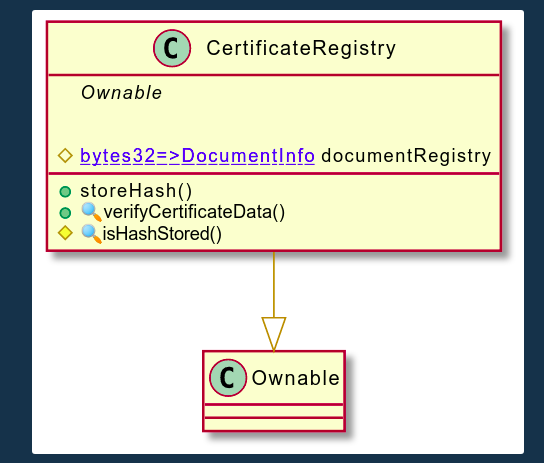 C CertificateRegistry
Ownable
bytes32=>DocumentInfo documentRegistry
storeHash()
🔍verifyCertificateData()
🔍isHashStored()
C Ownable